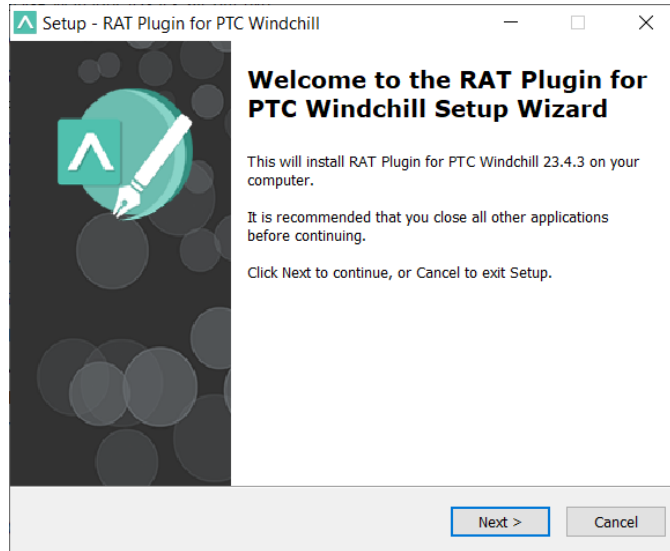 Setup - RAT Plugin for PTC Windchill
Welcome to the RAT Plugin for
PTC Windchill Setup Wizard
This will install RAT Plugin for PTC Windchill 23.4.3 on your
computer.
It is recommended that you close all other applications
before continuing.
Click Next to continue, or Cancel to exit Setup.
Next >
Cancel